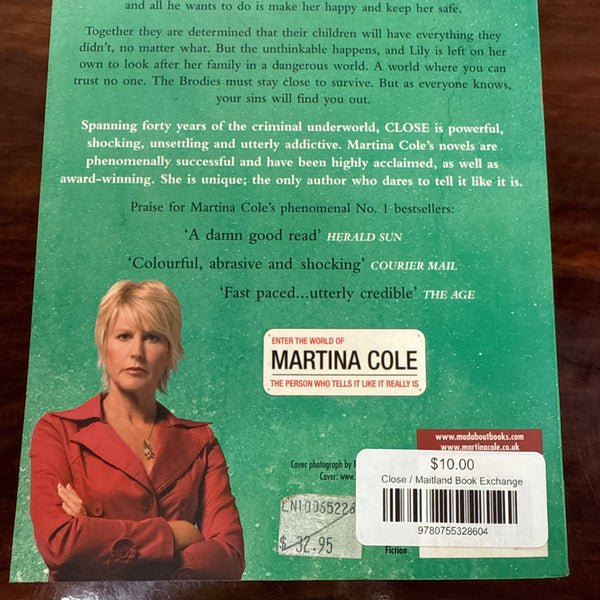 and all he wants to do is make her happy and keep her safe.
Together they are determined that their children will have everything they
didn't, no matter what. But the unthinkable happens, and Lily is left on her
own to look after her family in a dangerous world. A world where you can
trust no one. The Brodies must stay close to survive. But as everyone knows,
your sins will find you out.
Spanning forty years of the criminal underworld, CLOSE is powerful,
shocking, unsettling and utterly addictive. Martina Cole's novels are
phenomenally successful and have been highly acclaimed, as well as
award-winning. She is unique; the only author who dares to tell it like it is.
Praise for Martina Cole's phenomenal No. 1 bestsellers:
'A damn good read' HERALD SUN
'Colourful, abrasive and shocking' COURIER MAIL
'Fast paced...utterly credible' THE AGE
ENTER THE WORLD OF
MARTINA COLE
THE PERSON WHO TELLS IT LIKE IT REALLY IS
www.madaboutbooks.com
www.martinacole.co.uk
Cover photograph by
Cover: www.
$10.00
Close / Maitland Book Exchange
9780755328604
$ 32.95
Fiction